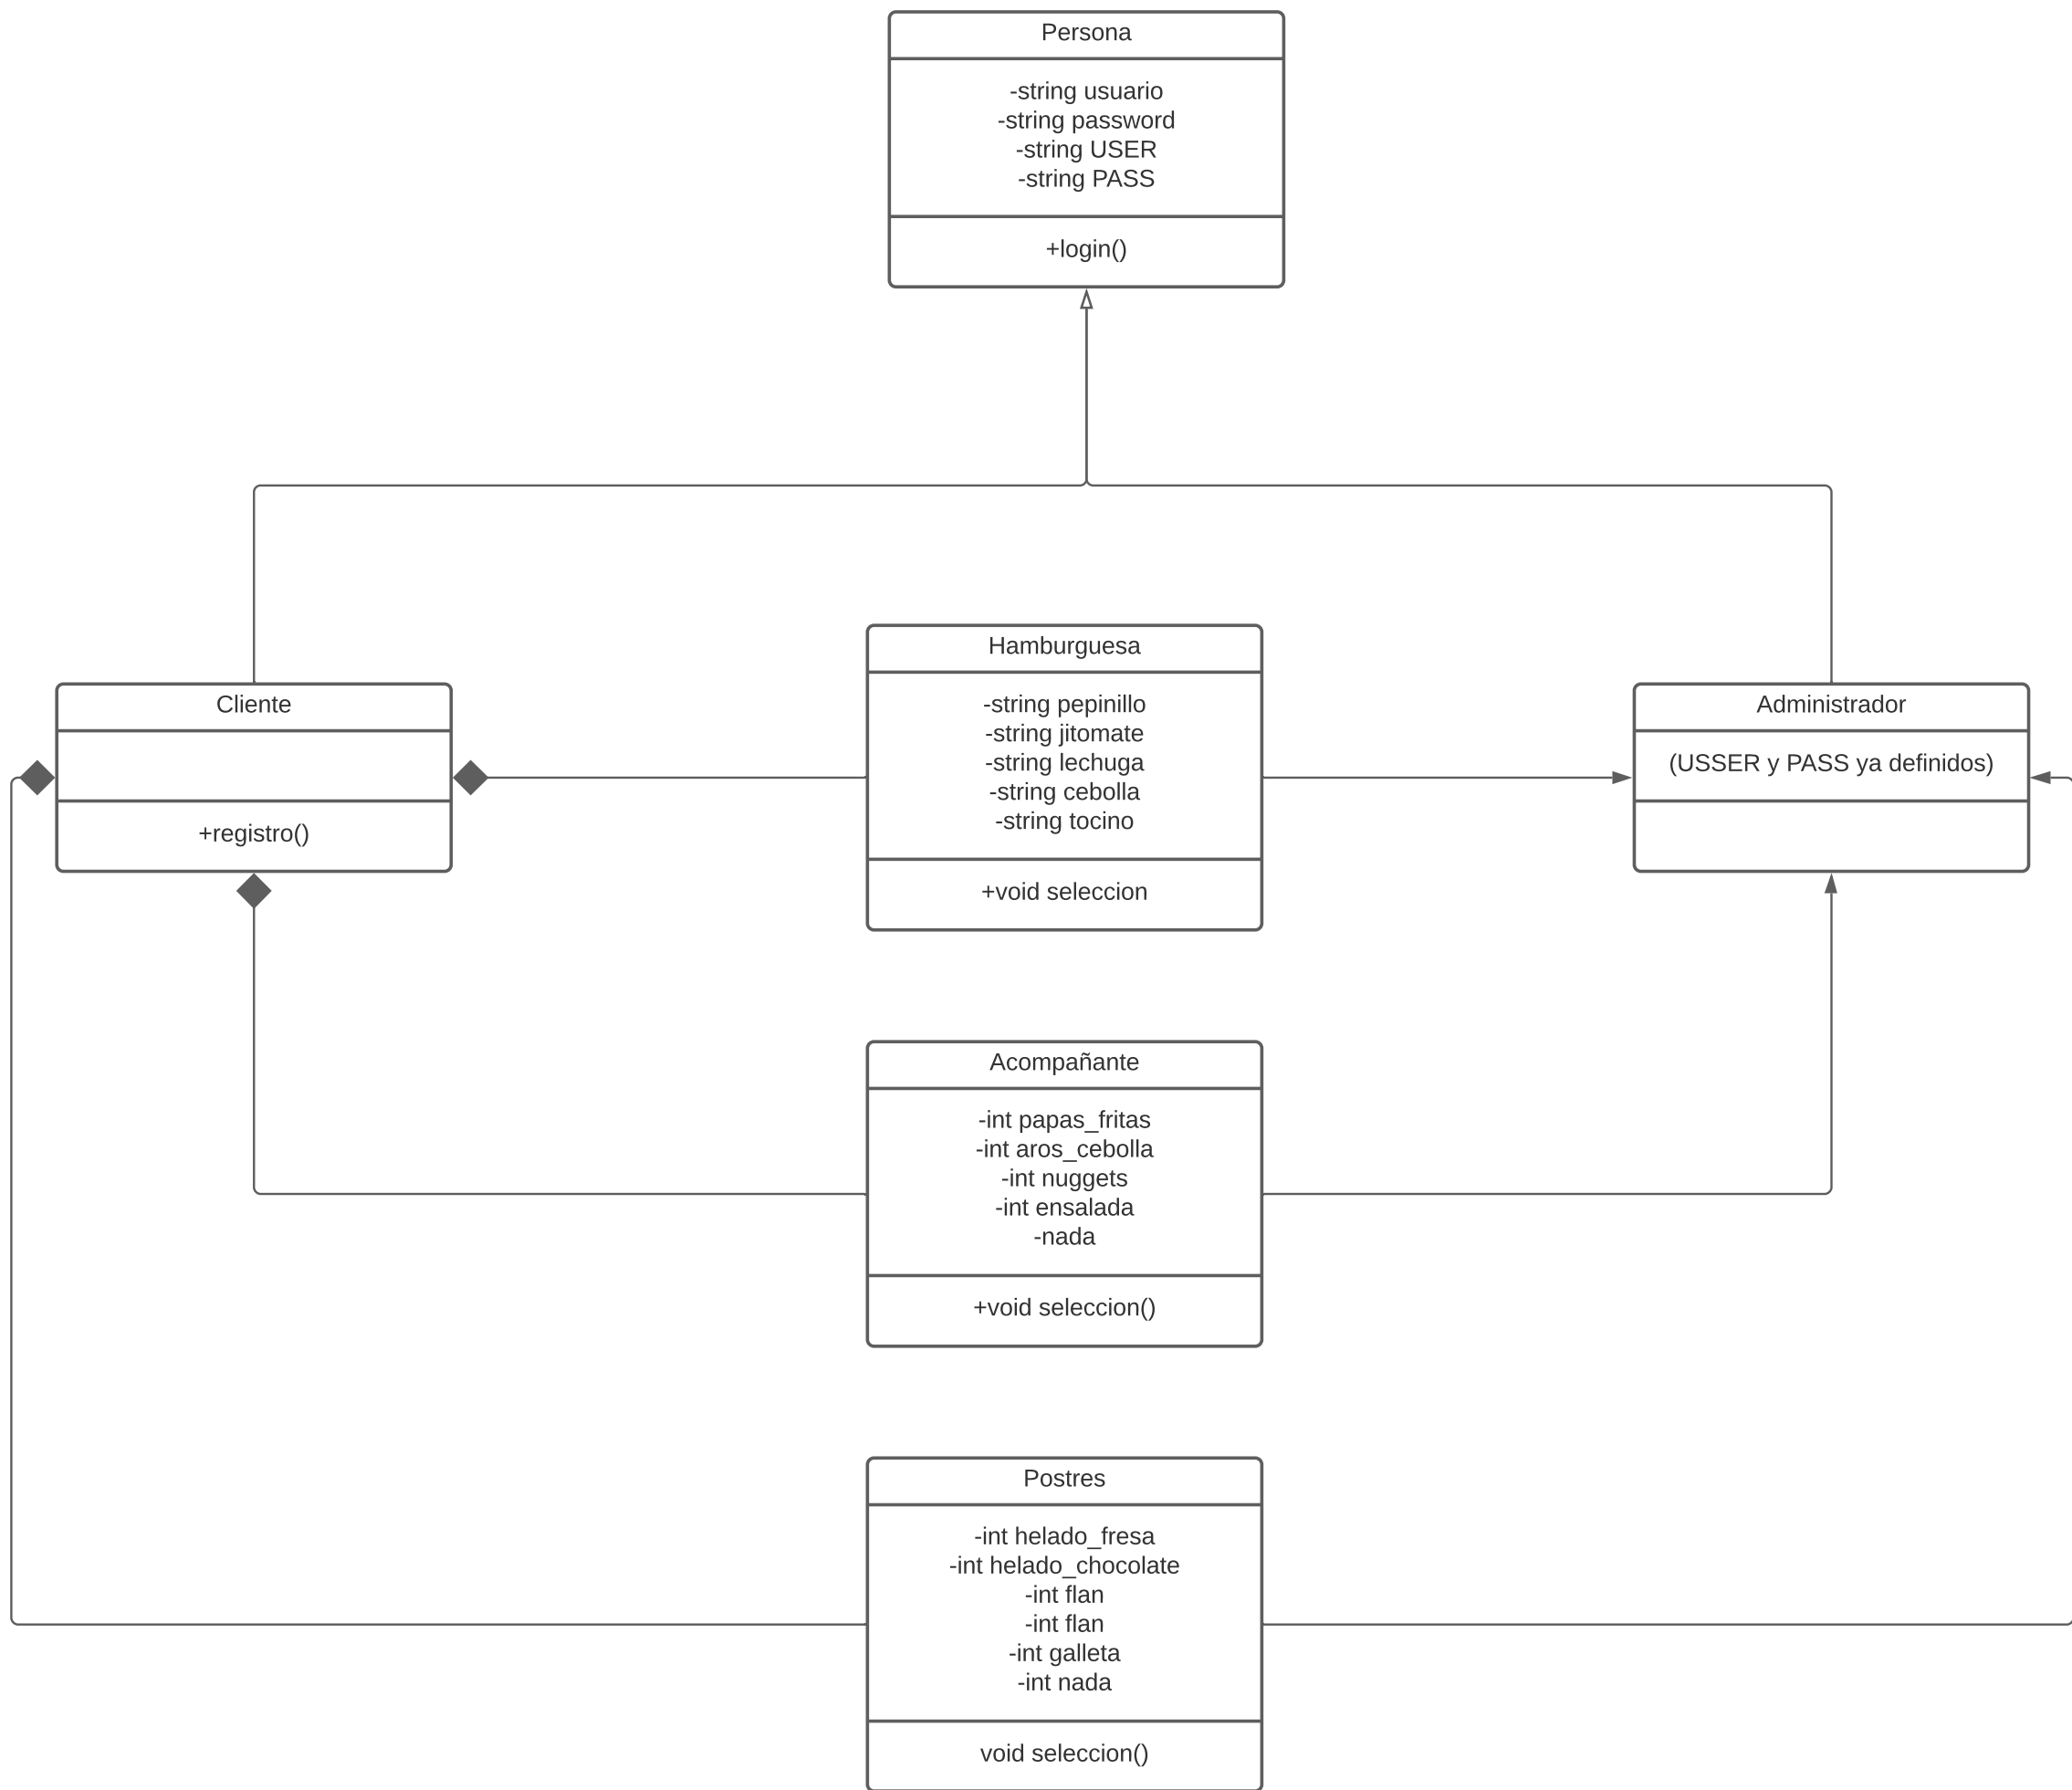 Persona
-string usuario
-string password
-string USER
-string PASS
+login()
Hamburguesa
-string pepinillo
-string jitomate
-string lechuga
-string cebolla
-string tocino
+void seleccion
Cliente
+registro()
Administrador
(USSER y PASS ya definidos)
Acompañante
-int papas_fritas
-int aros_cebolla
-int nuggets
-int ensalada
-nada
+void seleccion()
Postres
-int helado_fresa
-int helado_chocolate
-int flan
-int flan
-int galleta
-int nada
void seleccion()